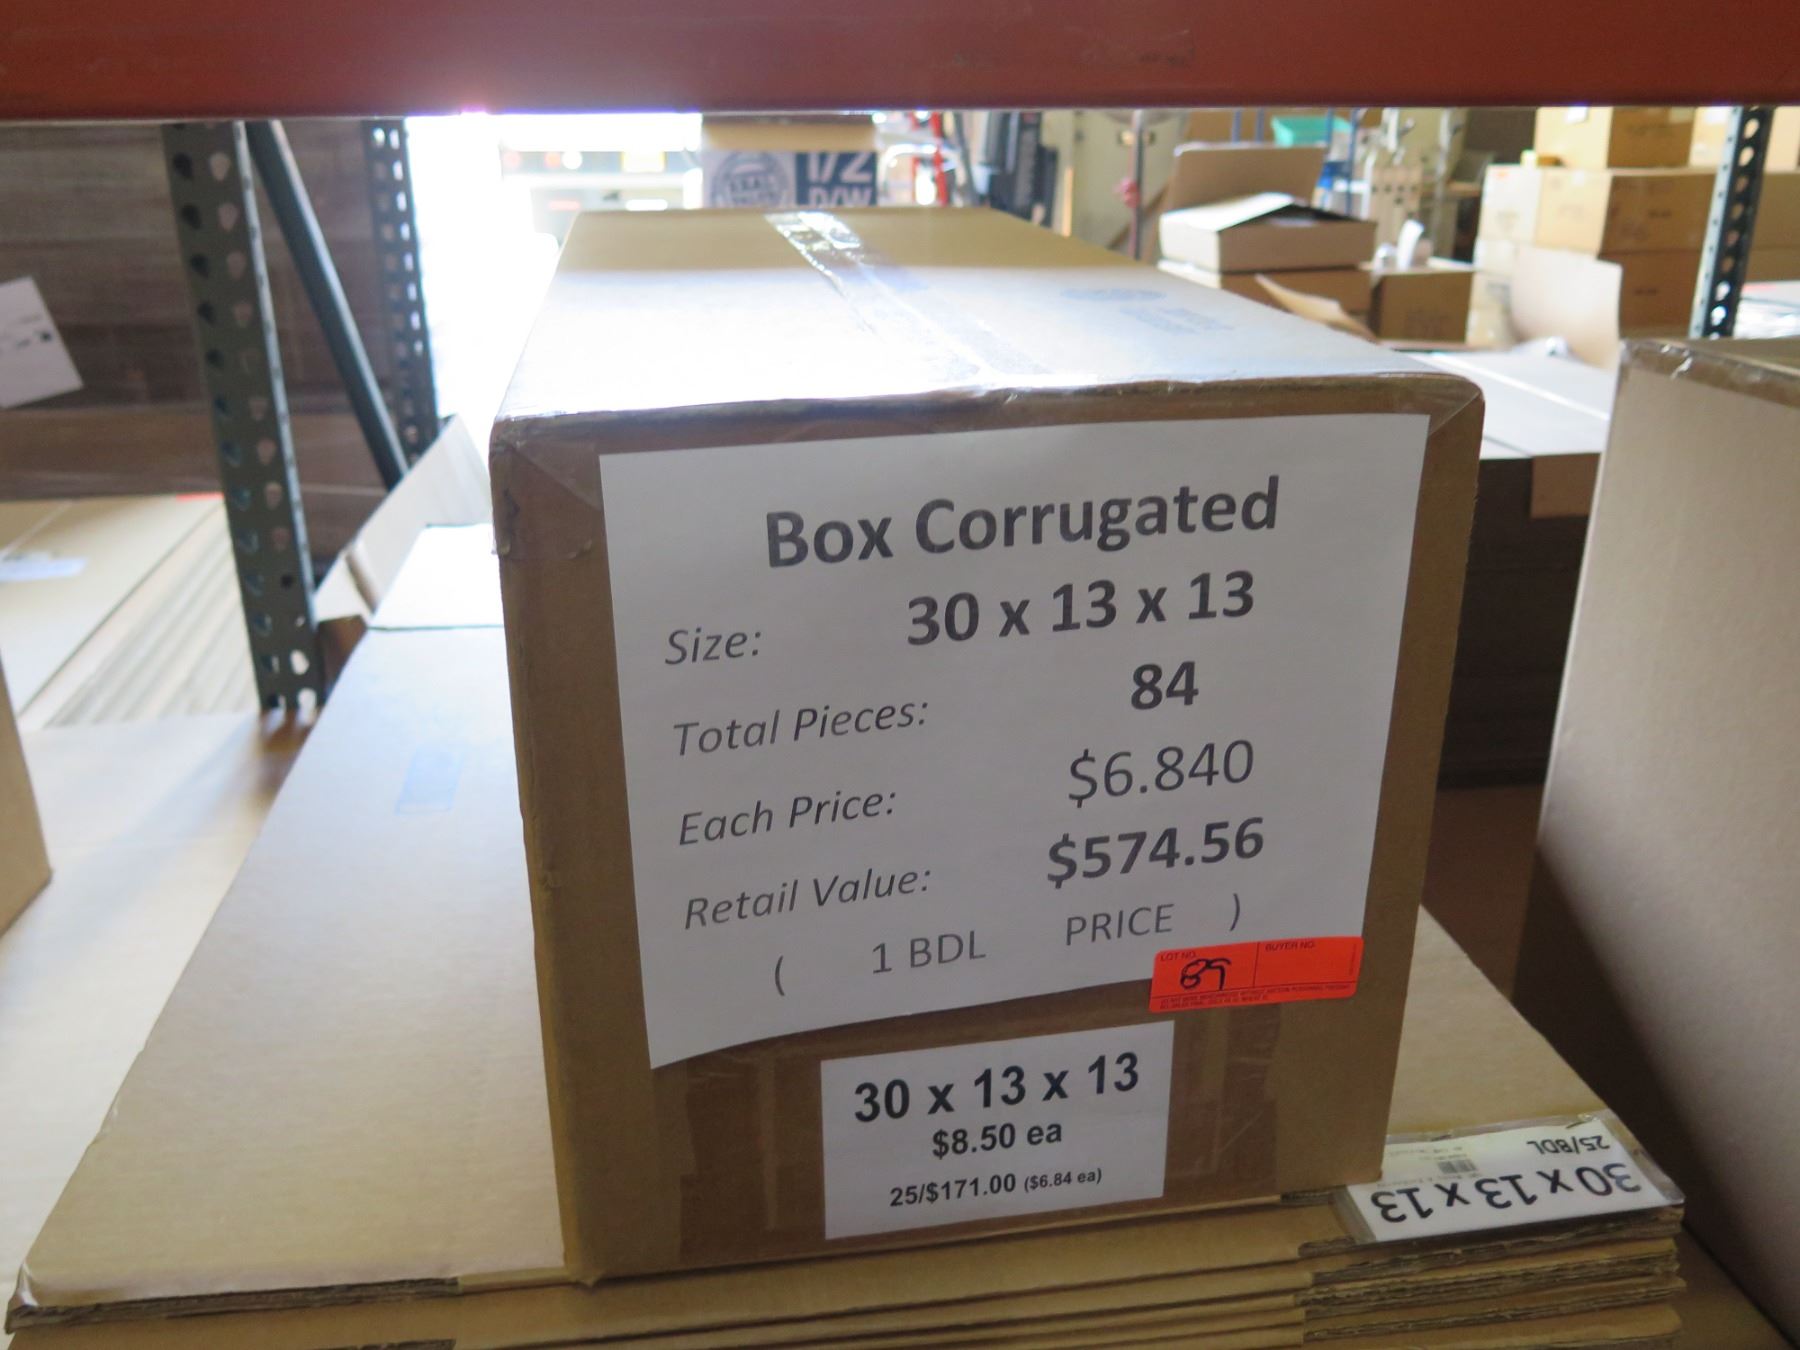 1/2
D/W
Box Corrugated
Size: 30 x 13 x 13
Total Pieces: 84
Each Price: $6.840
Retail Value: $574.56
( 1 BDL PRICE )
LOT NO. BUYER NO.
89
30 x 13 x 13
$8.50 ea
25/$171.00 ($6.84 ea)
30 x 13 x 13
25/BDL